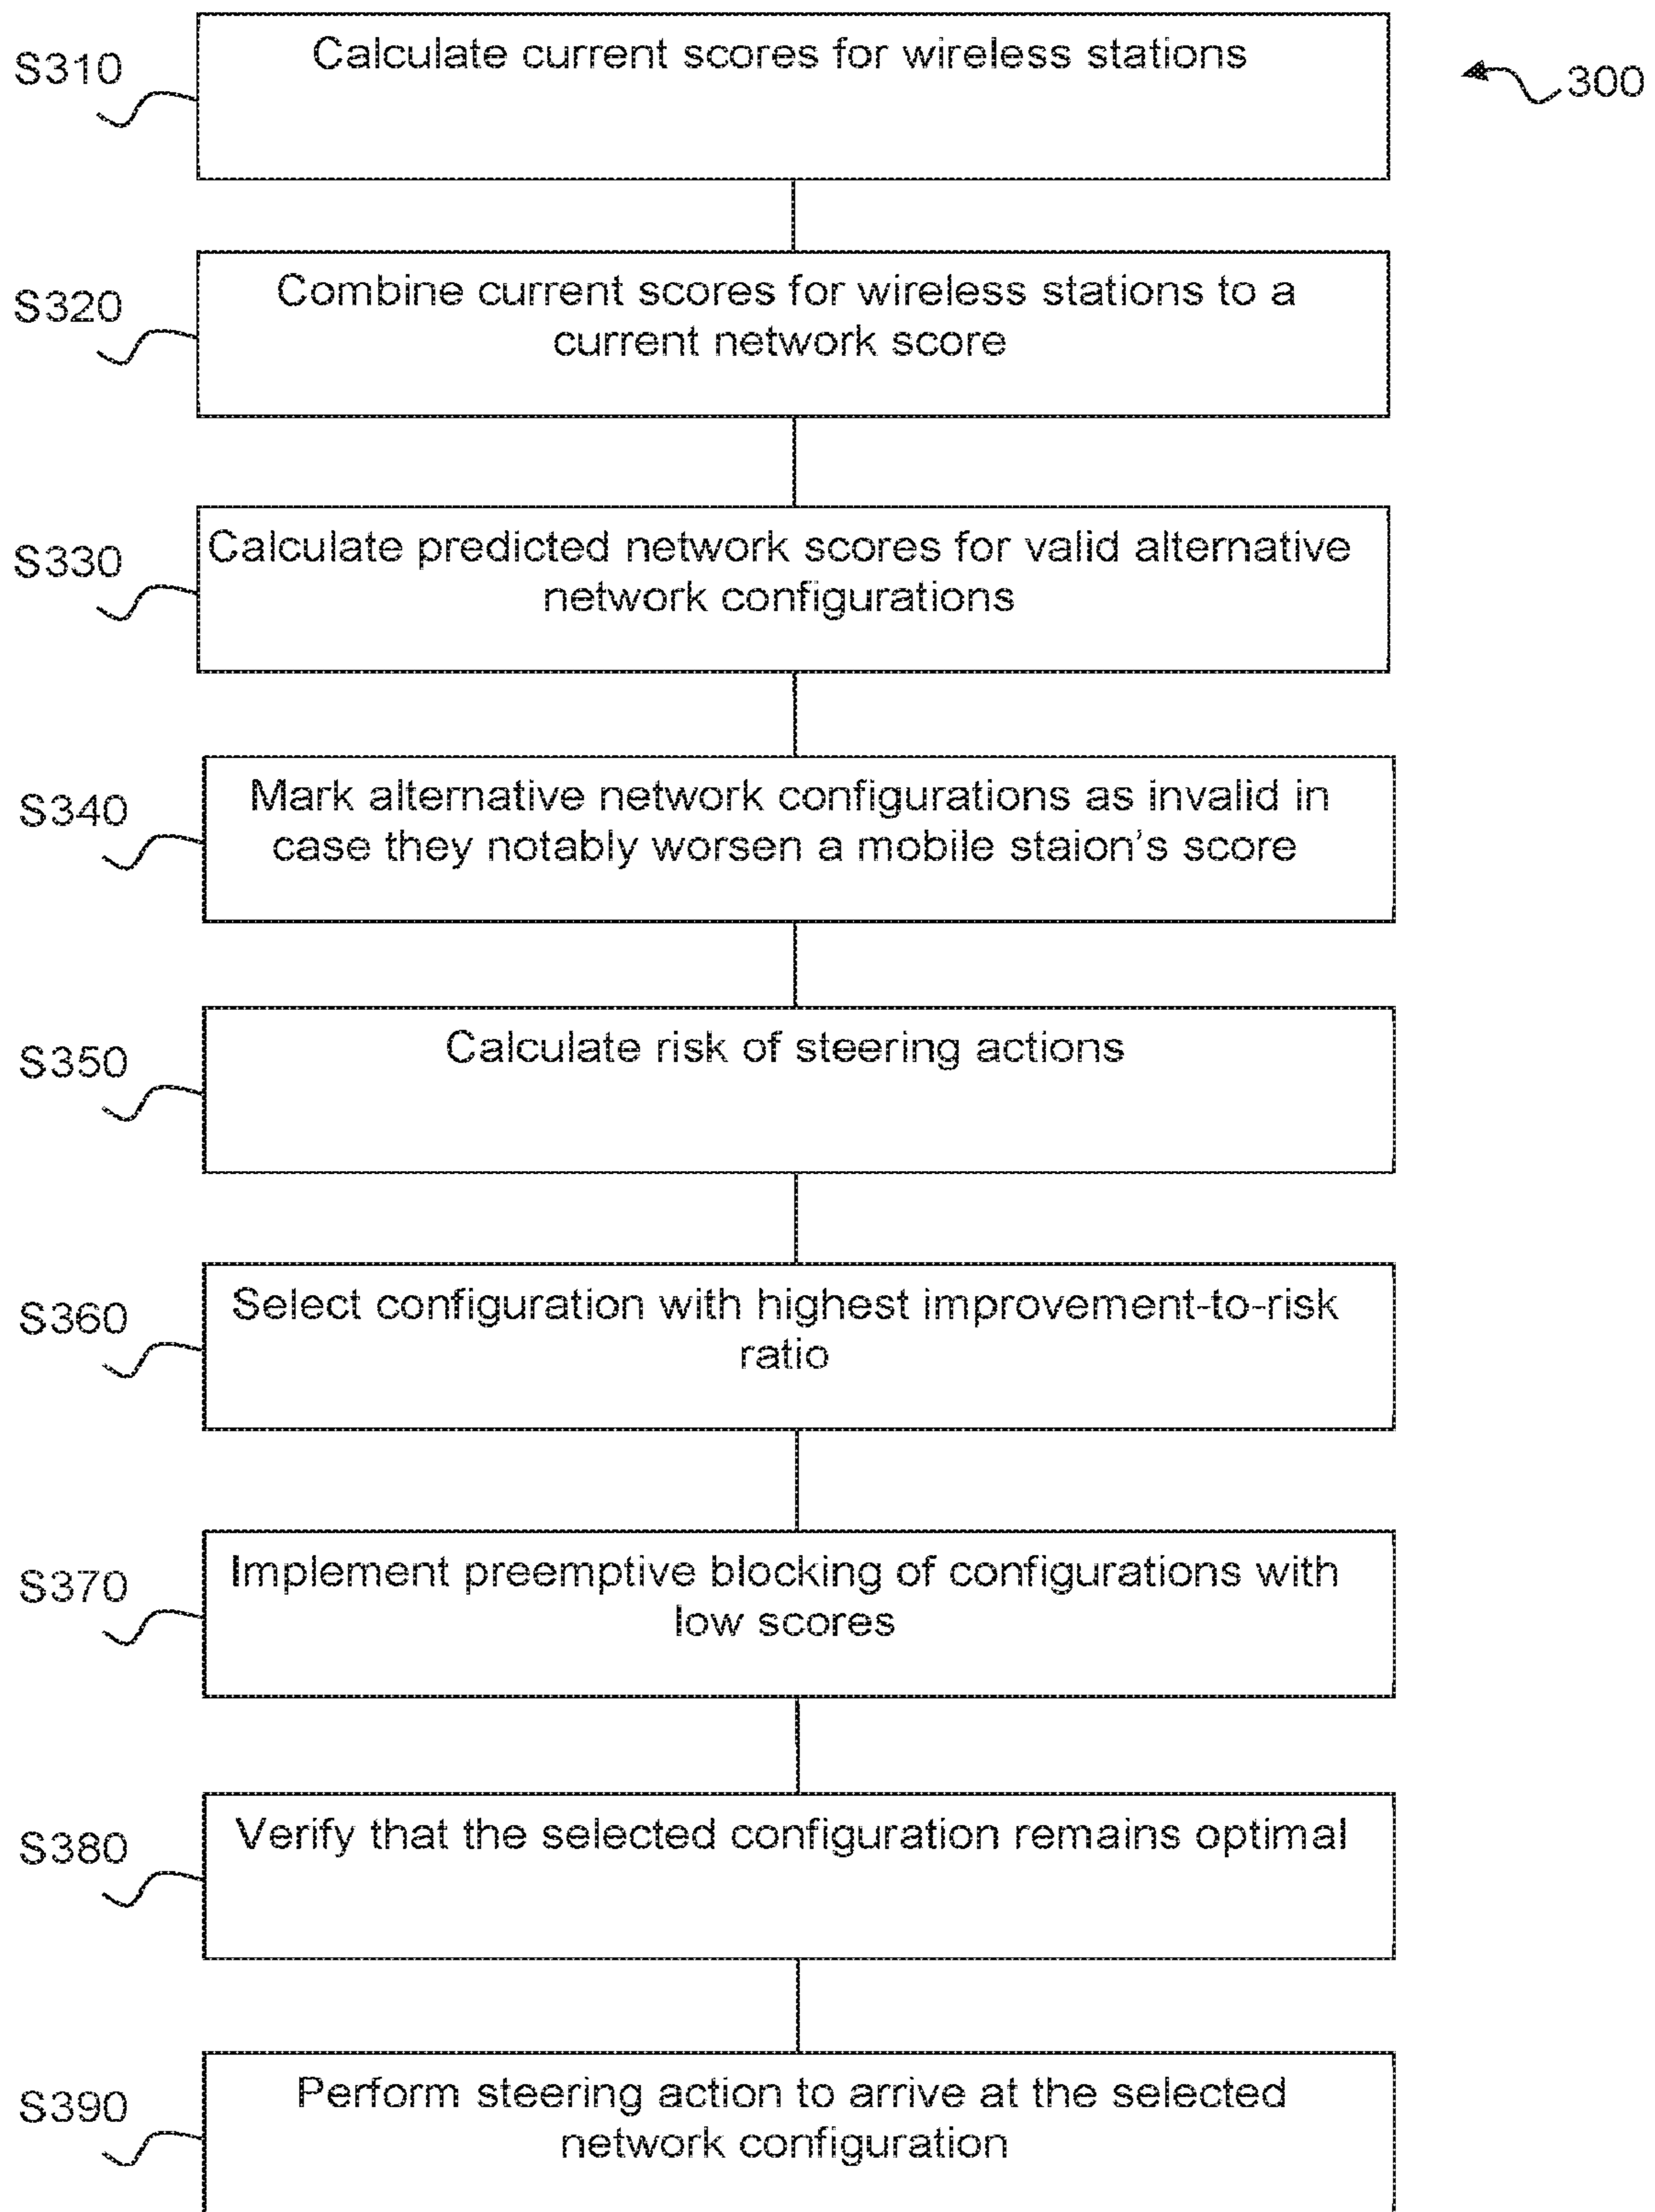 S310
Calculate current scores for wireless stations
300
S320
Combine current scores for wireless stations to a
current network score
S330
Calculate predicted network scores for valid alternative
network configurations
S340
Mark alternative network configurations as invalid in
case they notably worsen a mobile staion's score
S350
Calculate risk of steering actions
S360
Select configuration with highest improvement-to-risk
ratio
S370
Implement preemptive blocking of configurations with
low scores
S380
Verify that the selected configuration remains optimal
S390
Perform steering action to arrive at the selected
network configuration